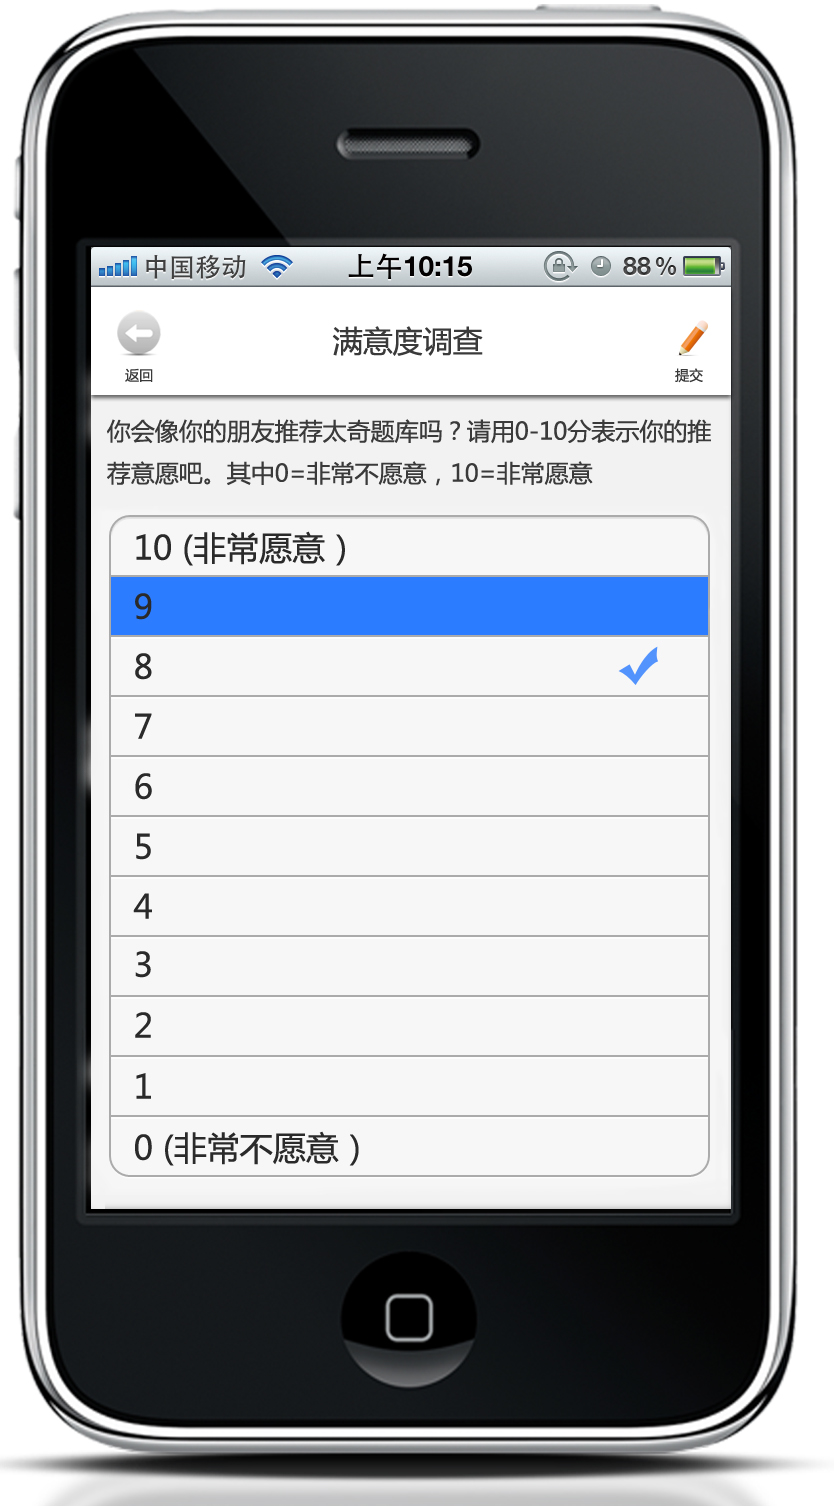 中国移动 上午10:15 88%
满意度调查
返回 提交
你会像你的朋友推荐太奇题库吗？请用0-10分表示你的推
荐意愿吧。其中0=非常不愿意，10=非常愿意
10 (非常愿意）
9
8
7
6
5
4
3
2
1
0 (非常不愿意）